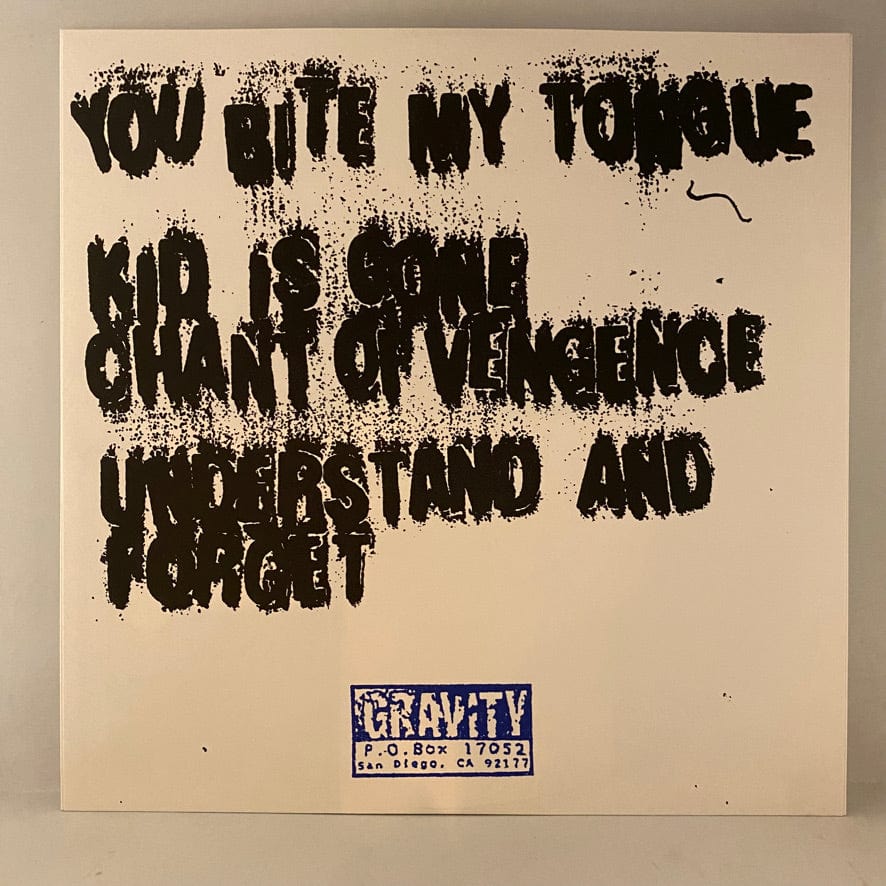 YOU BITE MY TONGUE
KID IS GONE
CHANT OF VENGENCE
UNDERSTAND AND
FORGET
GRAVITY
P.O.Box 17052
San Diego, CA 92177